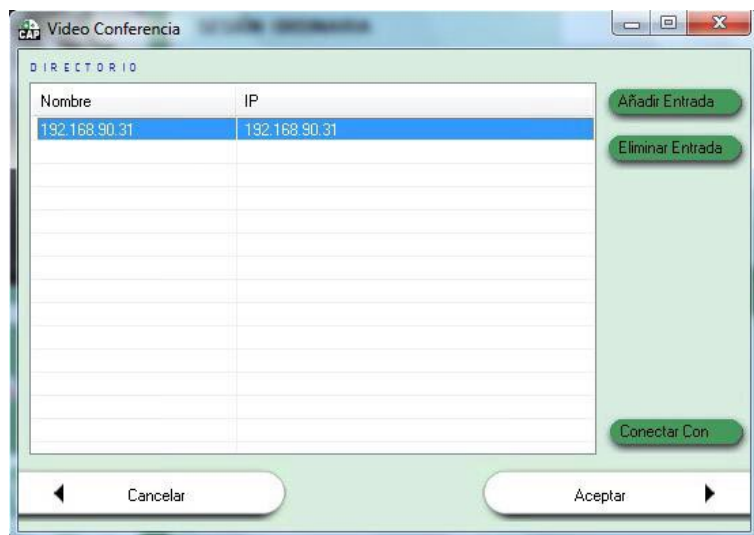 CAP Video Conferencia
DIRECTORIO
Nombre IP
192.168.90.31 192.168.90.31
Añadir Entrada
Eliminar Entrada
Conectar Con
Cancelar Aceptar